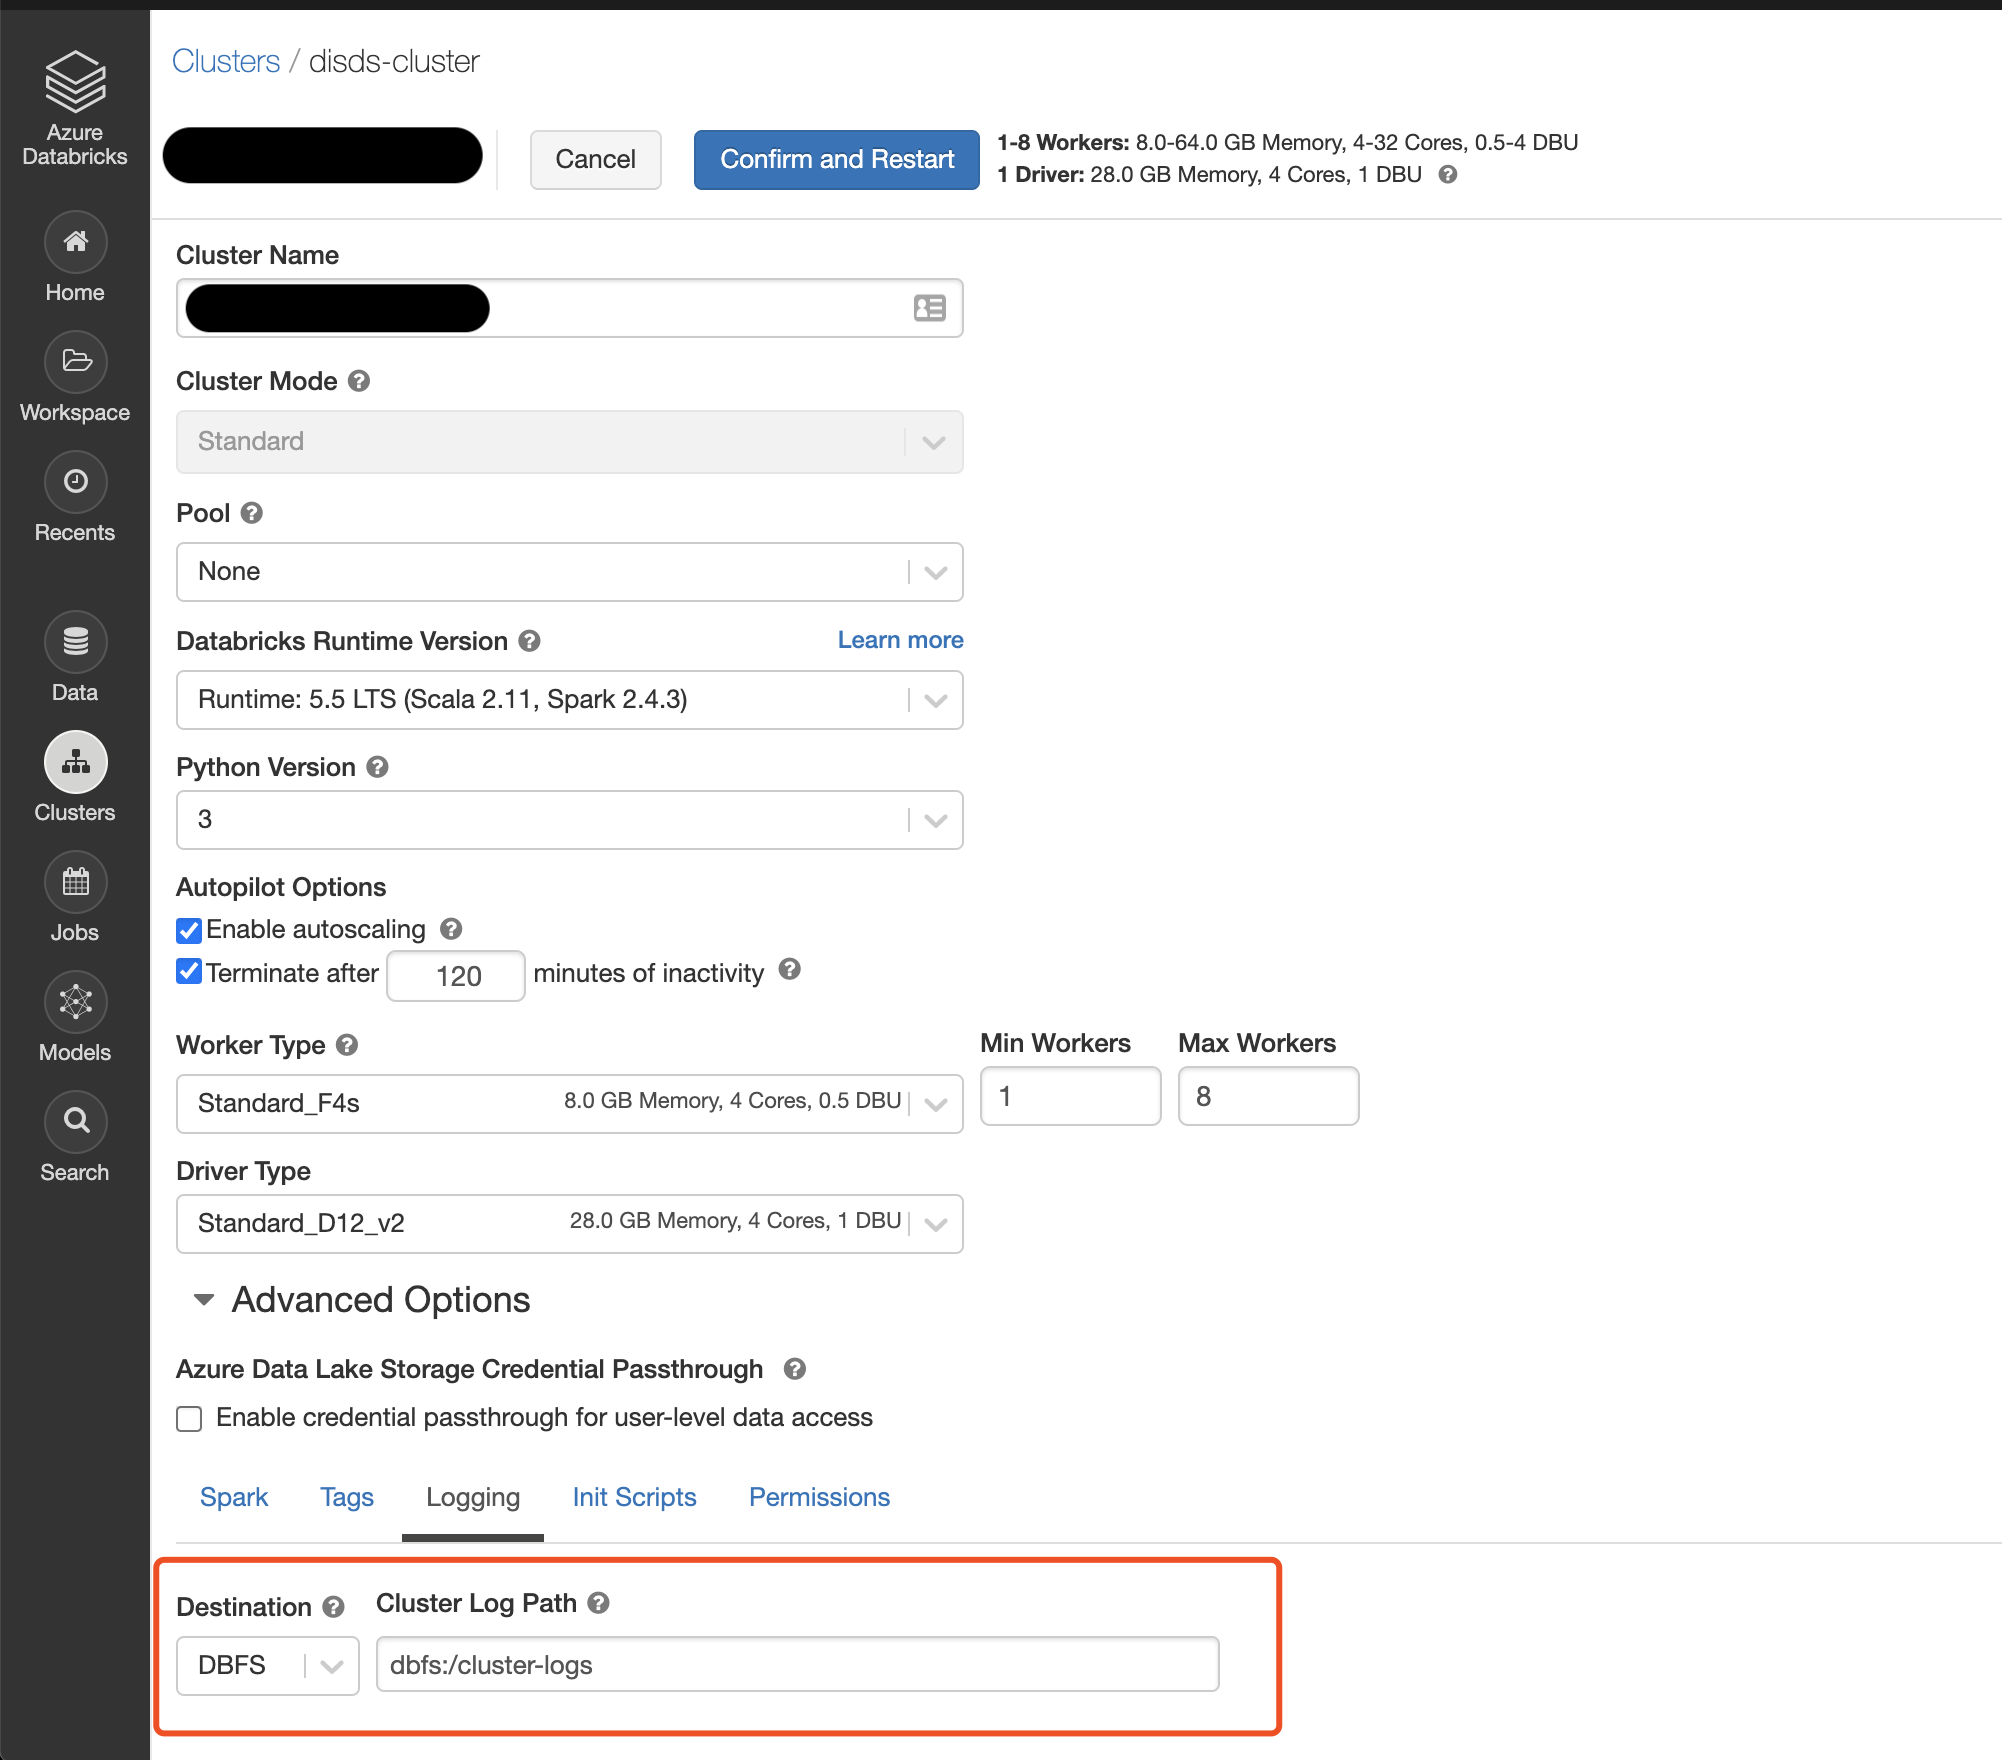 Azure
Databricks
Home
Workspace
Recents
Data
Clusters
Jobs
Models
Search
Clusters / disds-cluster
Cancel
Confirm and Restart
1-8 Workers: 8.0-64.0 GB Memory, 4-32 Cores, 0.5-4 DBU
1 Driver: 28.0 GB Memory, 4 Cores, 1 DBU ?
Cluster Name
Cluster Mode ?
Standard
Pool ?
None
Databricks Runtime Version ? Learn more
Runtime: 5.5 LTS (Scala 2.11, Spark 2.4.3)
Python Version ?
3
Autopilot Options
Enable autoscaling ?
Terminate after 120 minutes of inactivity ?
Worker Type ? Min Workers Max Workers
Standard_F4s 8.0 GB Memory, 4 Cores, 0.5 DBU 1 8
Driver Type
Standard_D12_v2 28.0 GB Memory, 4 Cores, 1 DBU
Advanced Options
Azure Data Lake Storage Credential Passthrough ?
Enable credential passthrough for user-level data access
Spark Tags Logging Init Scripts Permissions
Destination ? Cluster Log Path ?
DBFS dbfs:/cluster-logs